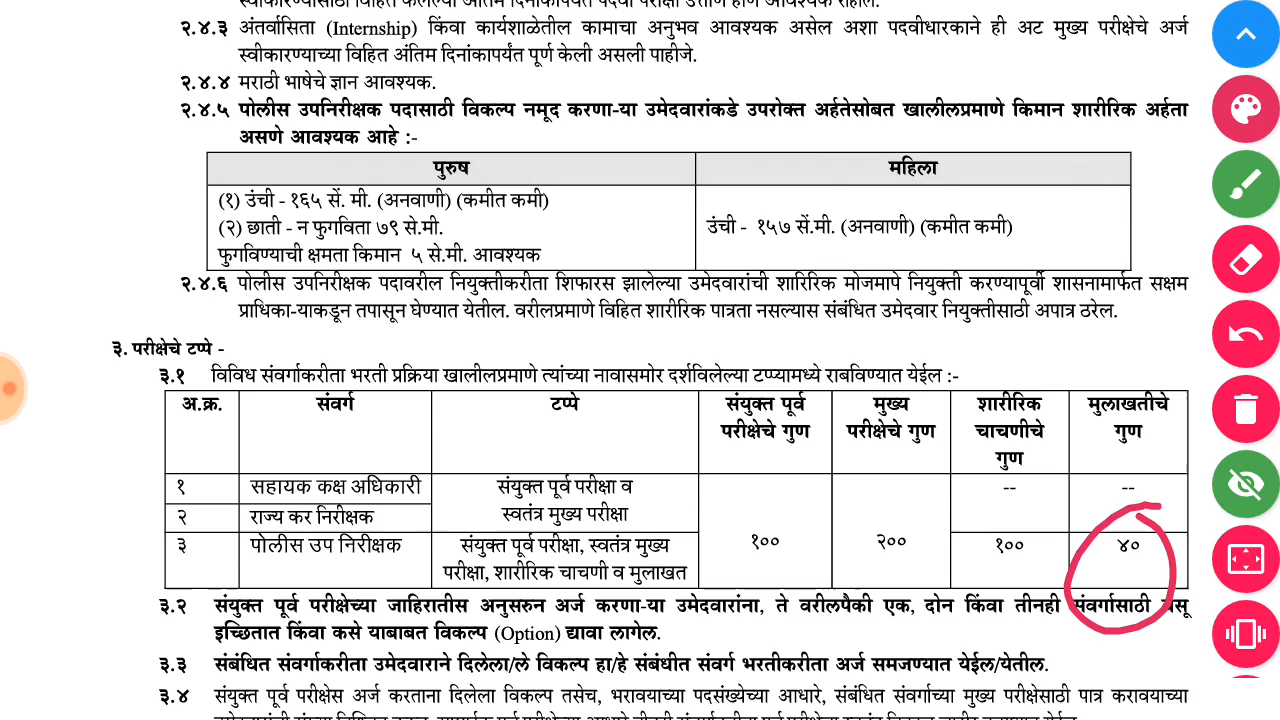 स्वीकारण्यासाठी विहित केलेल्या अंतिम दिनांकापर्यंत पदवी परीक्षा उत्तीर्ण होणे आवश्यक राहील.
२.४.३ अंतर्वासिता (Internship) किंवा कार्यशाळेतील कामाचा अनुभव आवश्यक असेल अशा पदवीधारकाने ही अट मुख्य परीक्षेचे अर्ज
स्वीकारण्याच्या विहित अंतिम दिनांकापर्यंत पूर्ण केली असली पाहीजे.
२.४.४ मराठी भाषेचे ज्ञान आवश्यक.
२.४.५ पोलीस उपनिरीक्षक पदासाठी विकल्प नमूद करणा-या उमेदवारांकडे उपरोक्त अर्हतेसोबत खालीलप्रमाणे किमान शारीरिक अर्हता
असणे आवश्यक आहे :-
पुरुष महिला
(१) उंची - १६५ सें. मी. (अनवाणी) (कमीत कमी)
(२) छाती - न फुगविता ७९ से.मी.
उंची - १५७ सें.मी. (अनवाणी) (कमीत कमी)
फुगविण्याची क्षमता किमान ५ से.मी. आवश्यक
२.४.६ पोलीस उपनिरीक्षक पदावरील नियुक्तीकरीता शिफारस झालेल्या उमेदवारांची शारिरिक मोजमापे नियुक्ती करण्यापूर्वी शासनामार्फत सक्षम
प्राधिका-याकडून तपासून घेण्यात येतील. वरीलप्रमाणे विहित शारीरिक पात्रता नसल्यास संबंधित उमेदवार नियुक्तीसाठी अपात्र ठरेल.
३. परीक्षेचे टप्पे -
३.१ विविध संवर्गाकरीता भरती प्रक्रिया खालीलप्रमाणे त्यांच्या नावासमोर दर्शविलेल्या टप्प्यामध्ये राबविण्यात येईल :-
अ.क्र. संवर्ग टप्पे संयुक्त पूर्व मुख्य शारीरिक मुलाखतीचे
परीक्षेचे गुण परीक्षेचे गुण चाचणीचे गुण
गुण
१ सहायक कक्ष अधिकारी संयुक्त पूर्व परीक्षा व -- --
२ राज्य कर निरीक्षक स्वतंत्र मुख्य परीक्षा
३ पोलीस उप निरीक्षक संयुक्त पूर्व परीक्षा, स्वतंत्र मुख्य १०० २०० १०० ४०
परीक्षा, शारीरिक चाचणी व मुलाखत
३.२ संयुक्त पूर्व परीक्षेच्या जाहिरातीस अनुसरुन अर्ज करणा-या उमेदवारांना, ते वरीलपैकी एक, दोन किंवा तीनही संवर्गासाठी बसू
इच्छितात किंवा कसे याबाबत विकल्प (Option) द्यावा लागेल.
३.३ संबंधित संवर्गाकरीता उमेदवाराने दिलेला/ले विकल्प हा/हे संबंधीत संवर्ग भरतीकरीता अर्ज समजण्यात येईल/येतील.
३.४ संयुक्त पूर्व परीक्षेस अर्ज करताना दिलेला विकल्प तसेच, भरावयाच्या पदसंख्येच्या आधारे, संबंधित संवर्गाच्या मुख्य परीक्षेसाठी पात्र करावयाच्या